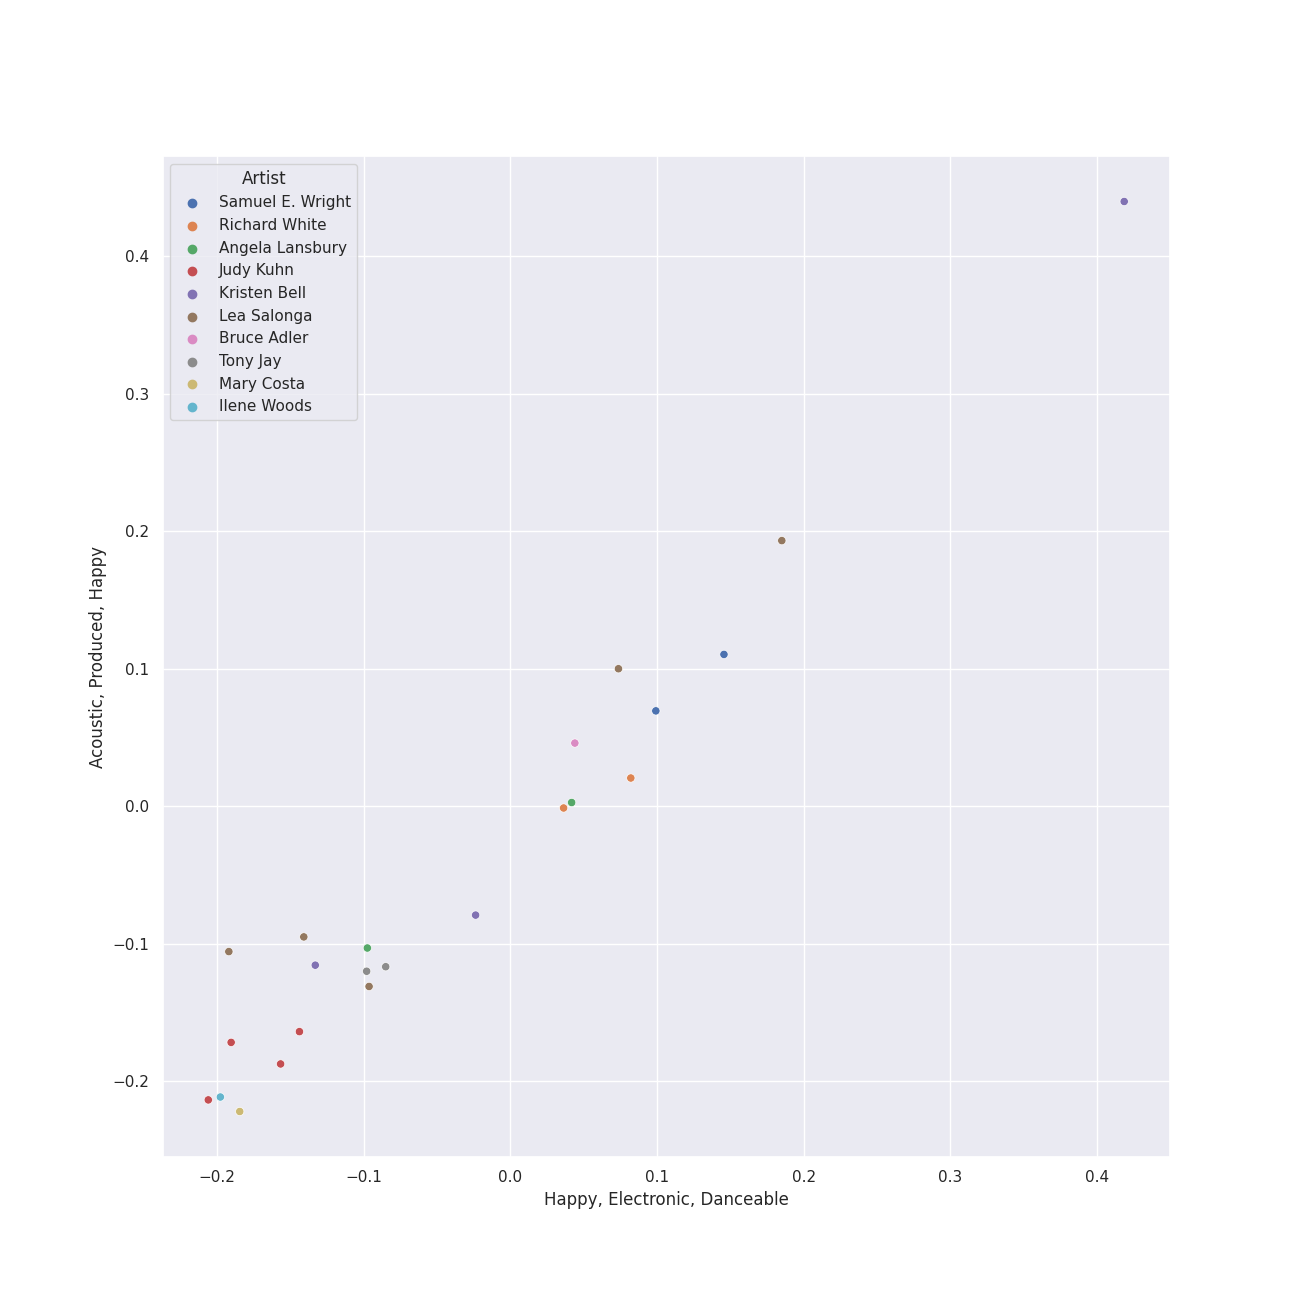 Artist
Samuel E. Wright
Richard White
Angela Lansbury
Judy Kuhn
Kristen Bell
Lea Salonga
Bruce Adler
Tony Jay
Mary Costa
Ilene Woods
Acoustic, Produced, Happy
0.4
0.3
0.2
0.1
0.0
−0.1
−0.2
−0.2 −0.1 0.0 0.1 0.2 0.3 0.4
Happy, Electronic, Danceable